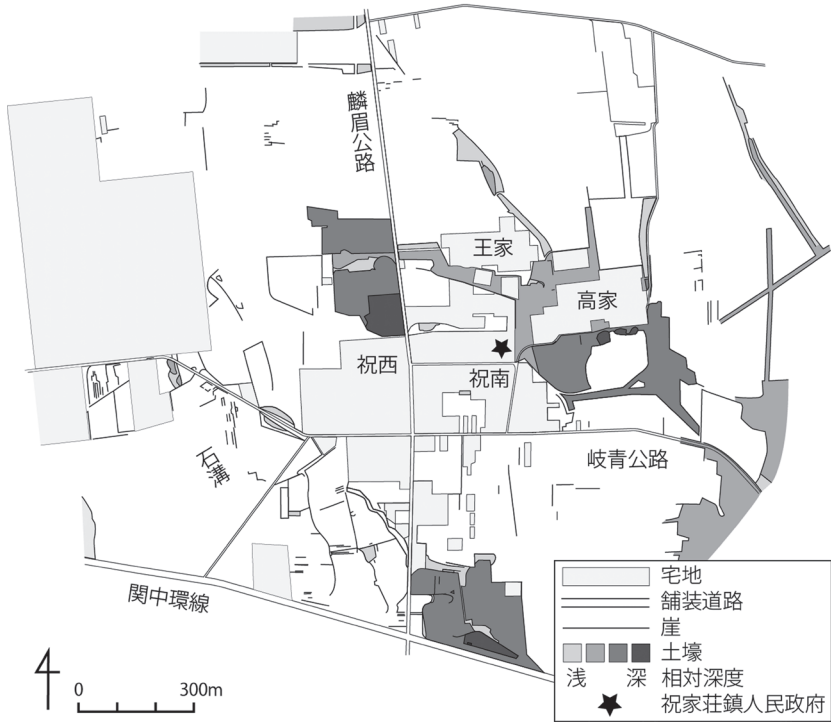 麟眉公路
王家
高家
祝西
祝南
石溝
岐青公路
関中環線
宅地
舗装道路
崖
土壕
浅 深 相対深度
祝家荘鎮人民政府
0 300m